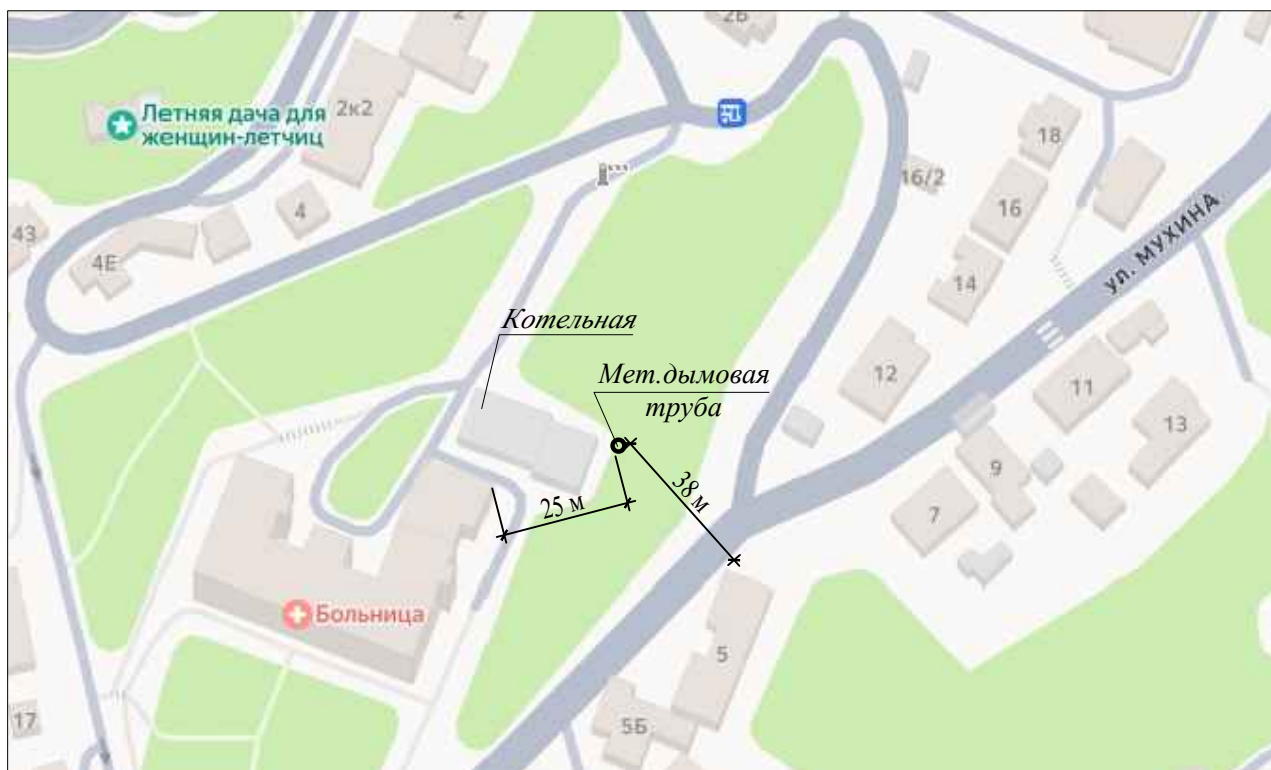 2
2Б
Летняя дача для
женщин-летчиц
2к2
18
16/2
4
16
43
4Е
ул. МУХИНА
14
Котельная
Мет.дымовая
труба
12
11
13
9
38 м
25 м
7
Больница
5
5Б
17